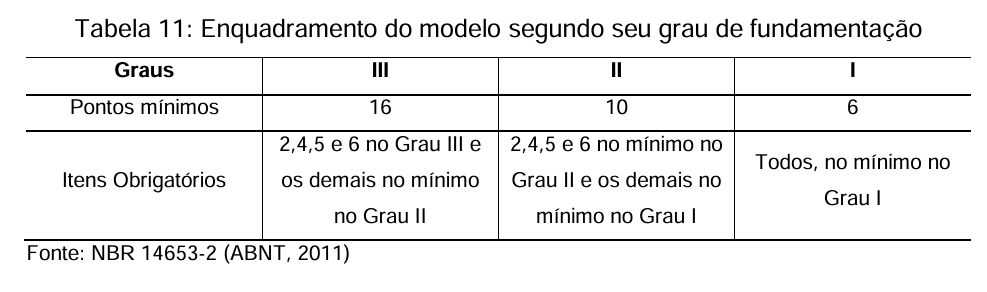 Tabela 11: Enquadramento do modelo segundo seu grau de fundamentação
Graus III II I
Pontos mínimos 16 10 6
Itens Obrigatórios
2,4,5 e 6 no Grau III e
os demais no mínimo
no Grau II
2,4,5 e 6 no mínimo no
Grau II e os demais no
mínimo no Grau I
Todos, no mínimo no
Grau I
Fonte: NBR 14653-2 (ABNT, 2011)